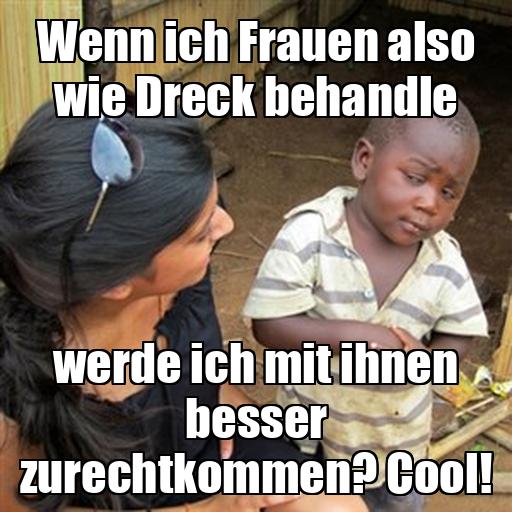 Wenn ich Frauen also
wie Dreck behandle
werde ich mit ihnen
besser
zurechtkommen? Cool!